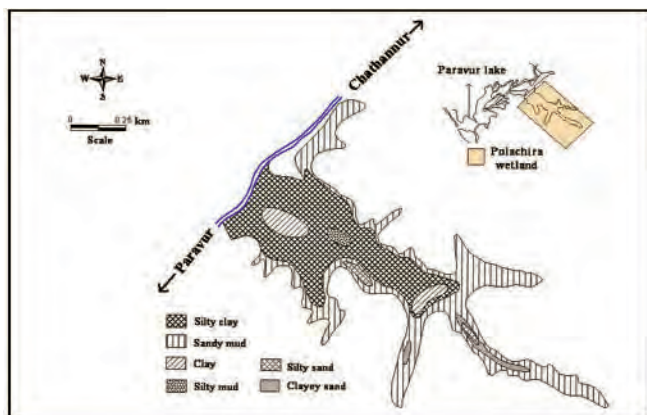 N
W E
S
0 0.25 km
Scale
Chathannur
Paravur lake
Polachira
wetland
Paravur
Silty clay
Sandy mud
Clay
Silty mud
Silty sand
Clayey sand